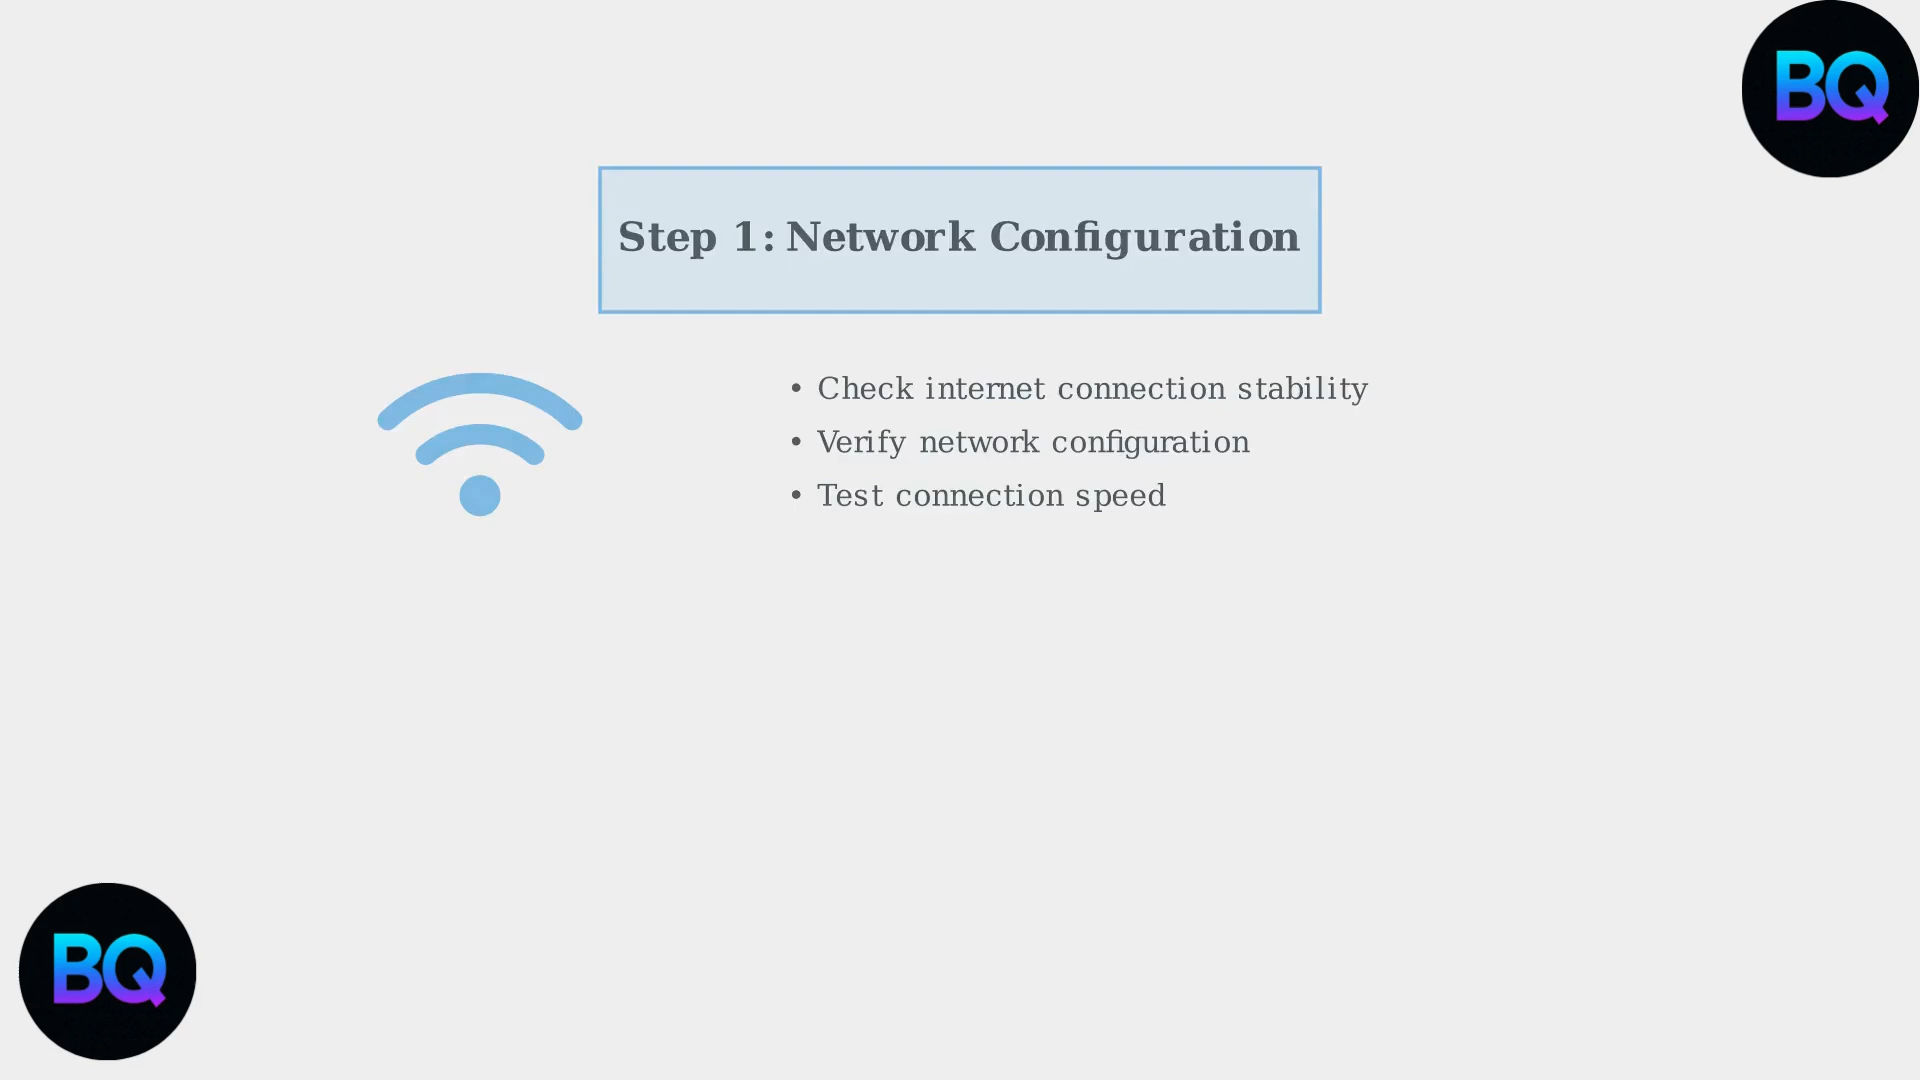 BQ
Step 1: Network Configuration
• Check internet connection stability
• Verify network configuration
• Test connection speed
BQ